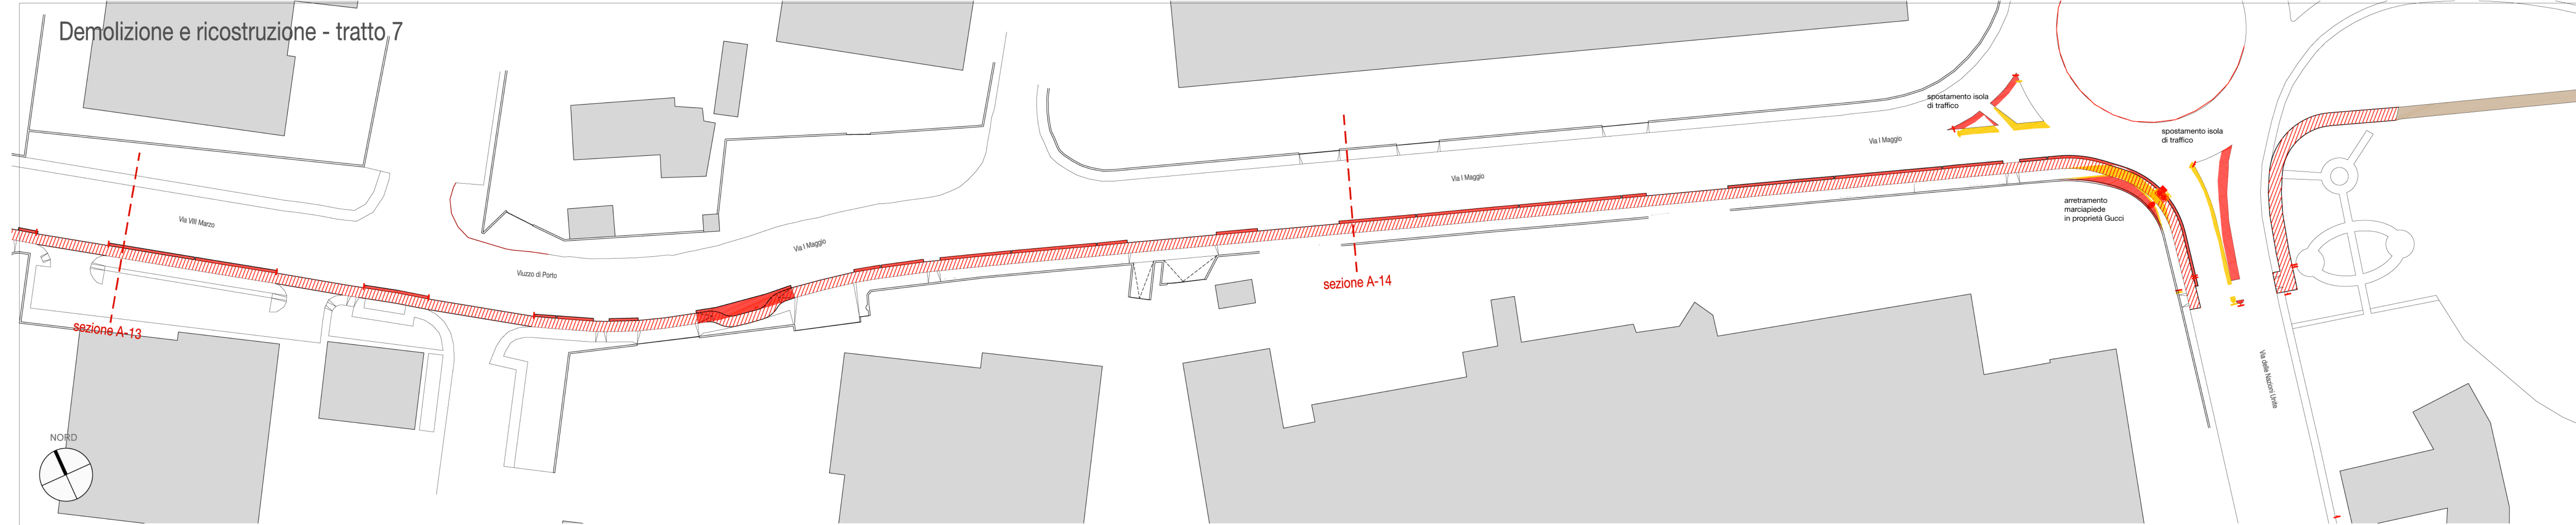 Demolizione e ricostruzione - tratto 7
spostamento isola
di traffico
spostamento isola
di traffico
Via I Maggio
Via I Maggio
arretramento
marciapiede
in proprietà Gucci
Via VIII Marzo
Via I Maggio
Viuzzo di Porto
sezione A-14
sezione A-13
Via delle Nazioni Unite
NORD